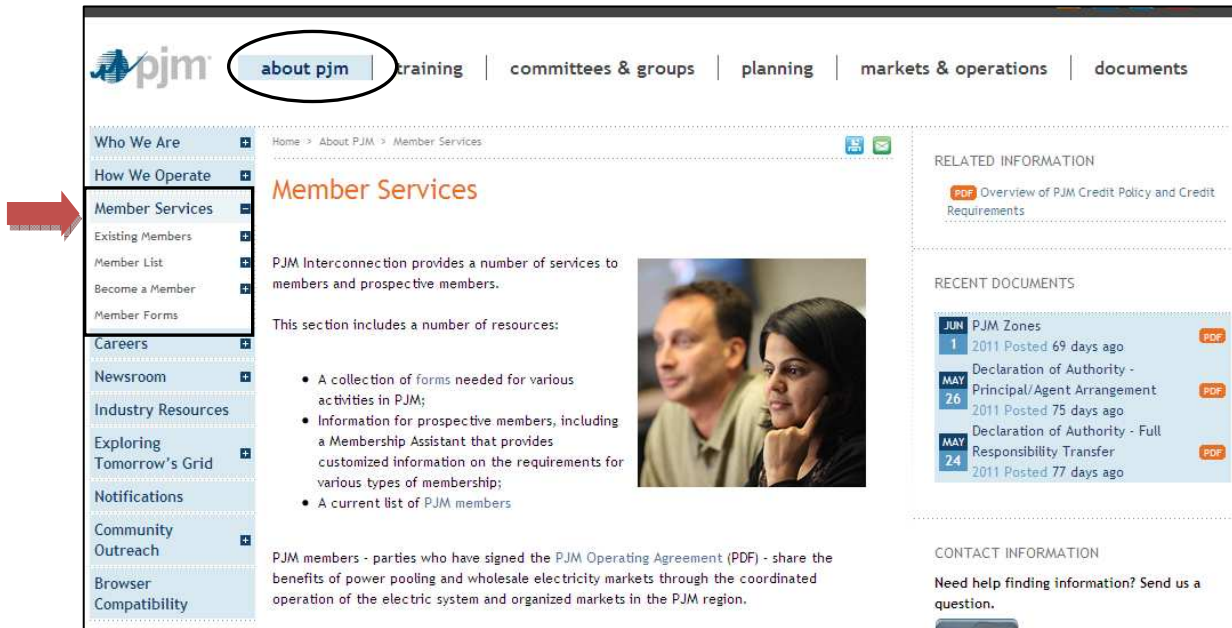 pjm
about pjm
training
committees & groups
planning
markets & operations
documents
Who We Are
How We Operate
Member Services
Existing Members
Member List
Become a Member
Member Forms
Careers
Newsroom
Industry Resources
Exploring
Tomorrow's Grid
Notifications
Community
Outreach
Browser
Compatibility
Home > About PJM > Member Services
Member Services
PJM Interconnection provides a number of services to
members and prospective members.
This section includes a number of resources:
• A collection of forms needed for various
activities in PJM;
• Information for prospective members, including
a Membership Assistant that provides
customized information on the requirements for
various types of membership;
• A current list of PJM members
PJM members - parties who have signed the PJM Operating Agreement (PDF) - share the
benefits of power pooling and wholesale electricity markets through the coordinated
operation of the electric system and organized markets in the PJM region.
RELATED INFORMATION
PDF Overview of PJM Credit Policy and Credit
Requirements
RECENT DOCUMENTS
JUN 1 PJM Zones PDF
2011 Posted 69 days ago
MAY 26 Declaration of Authority -
Principal/Agent Arrangement PDF
2011 Posted 75 days ago
MAY 24 Declaration of Authority - Full
Responsibility Transfer PDF
2011 Posted 77 days ago
CONTACT INFORMATION
Need help finding information? Send us a
question.